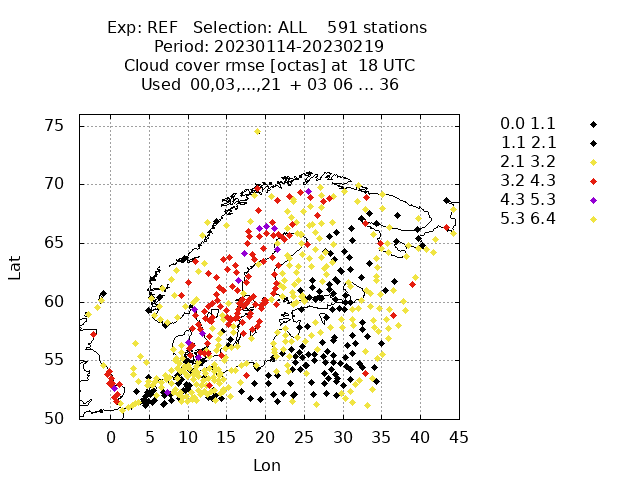 Exp: REF   Selection: ALL    591 stations
Period: 20230114-20230219
Cloud cover rmse [octas] at  18 UTC
Used  00,03,...,21  + 03 06 ... 36
75
70
65
60
55
50
Lat
0 5 10 15 20 25 30 35 40 45
Lon
0.0 1.1
1.1 2.1
2.1 3.2
3.2 4.3
4.3 5.3
5.3 6.4